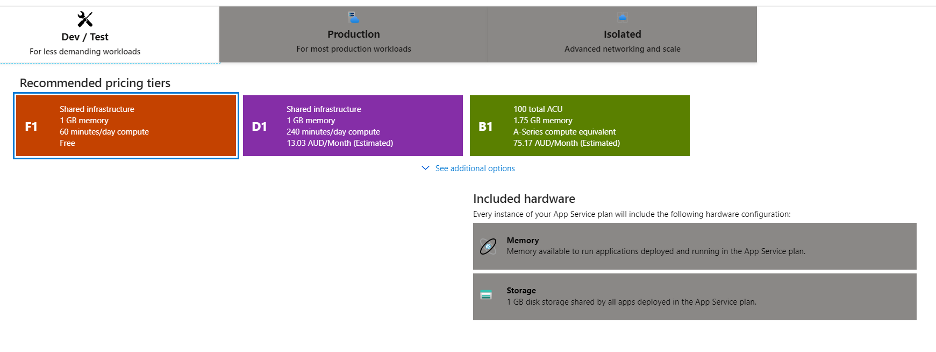 Dev / Test
For less demanding workloads
Production
For most production workloads
Isolated
Advanced networking and scale
Recommended pricing tiers
F1
Shared infrastructure
1 GB memory
60 minutes/day compute
Free
D1
Shared infrastructure
1 GB memory
240 minutes/day compute
13.03 AUD/Month (Estimated)
B1
100 total ACU
1.75 GB memory
A-Series compute equivalent
75.17 AUD/Month (Estimated)
See additional options
Included hardware
Every instance of your App Service plan will include the following hardware configuration:
Memory
Memory available to run applications deployed and running in the App Service plan.
Storage
1 GB disk storage shared by all apps deployed in the App Service plan.